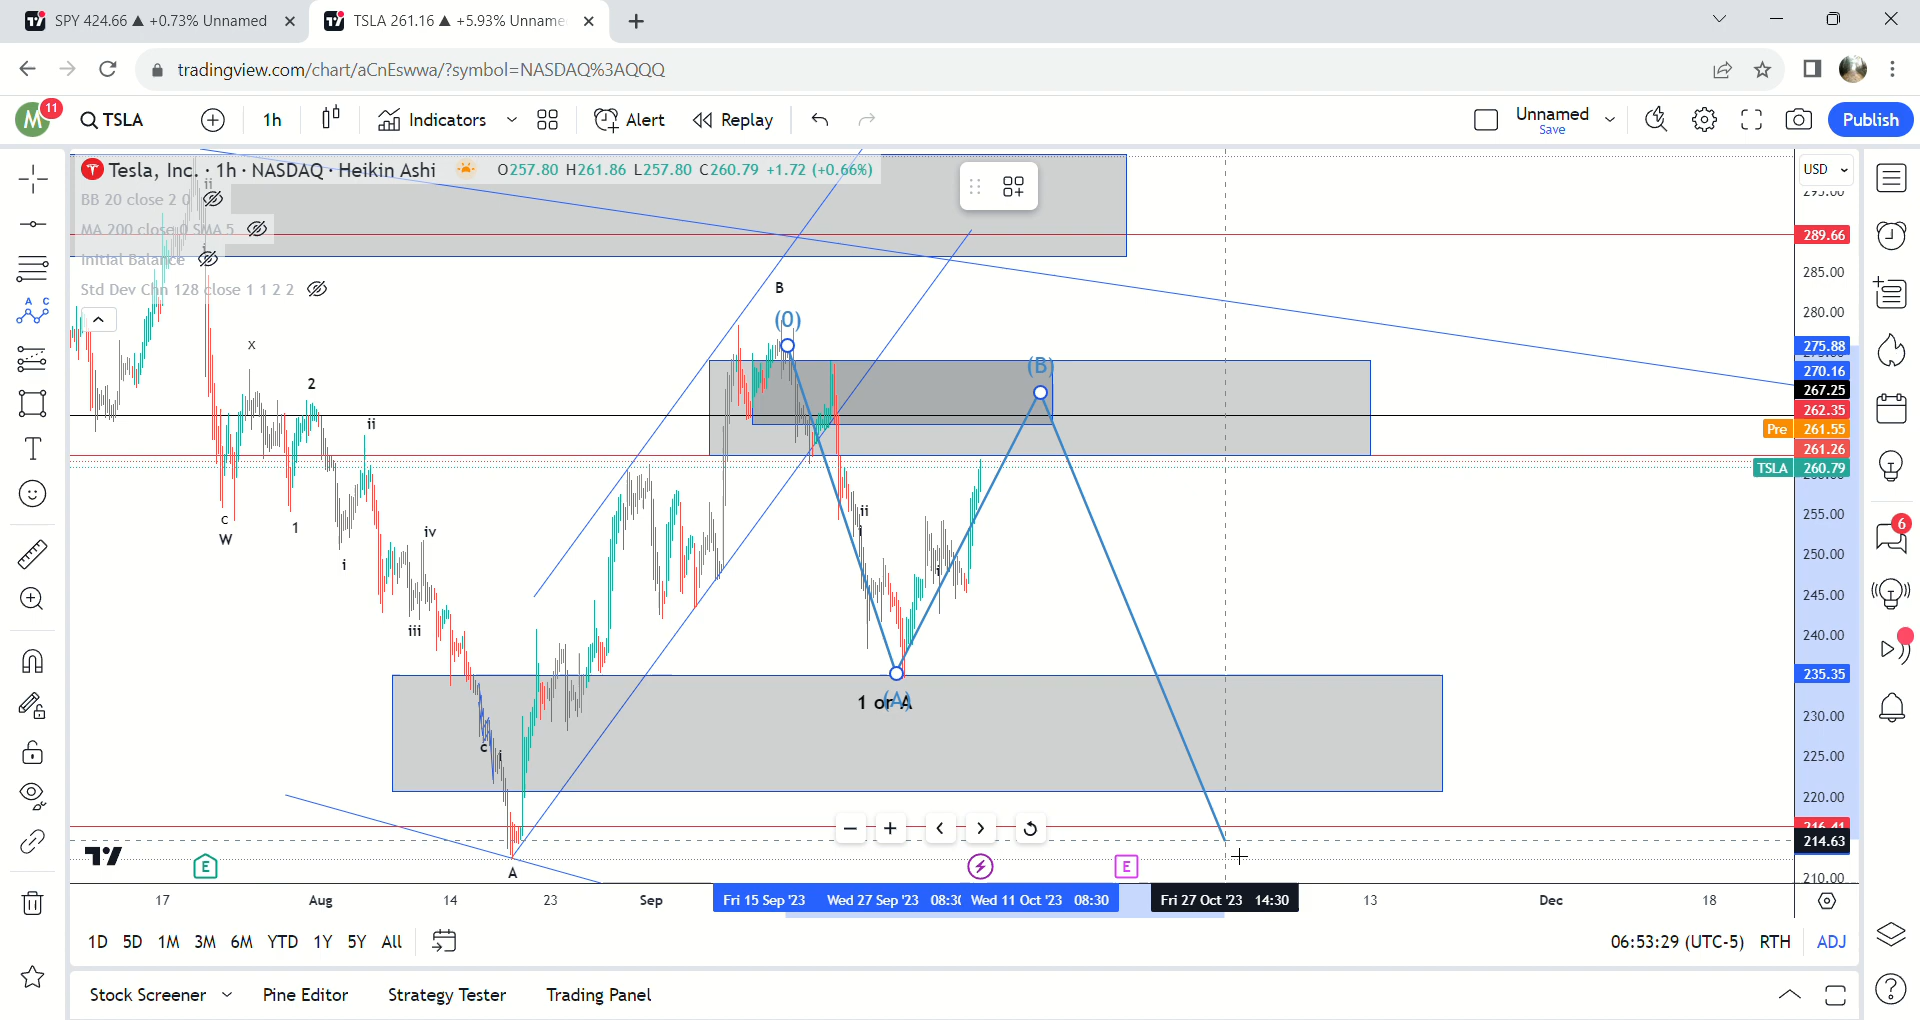 SPY 424.66 ▲ +0.73% Unnamed
TSLA 261.16 ▲ +5.93% Unname
tradingview.com/chart/aCnEswwa/?symbol=NASDAQ%3AQQQ
M 11
TSLA
1h
Indicators
Alert
Replay
Unnamed
Save
Publish
Tesla, Inc. · 1h · NASDAQ · Heikin Ashi
O257.80 H261.86 L257.80 C260.79 +1.72 (+0.66%)
USD
BB 20 close 2 0
MA 200 close 0 SMA 5
Initial Balance
Std Dev Chn 128 close 1 1 2 2
ii
295.00
289.66
285.00
280.00
275.88
270.16
267.25
262.35
Pre 261.55
261.26
TSLA 260.79
255.00
250.00
245.00
240.00
235.35
230.00
225.00
220.00
216.41
214.63
210.00
B
(0)
x
(B)
2
ii
c
W
1
iv
ii
i
i
i
iii
1 or A
(A)
c
i
A
E
E
6
17
Aug
14
23
Sep
Fri 15 Sep '23
Wed 27 Sep '23 08:30
Wed 11 Oct '23 08:30
Fri 27 Oct '23 14:30
13
Dec
18
1D 5D 1M 3M 6M YTD 1Y 5Y All
06:53:29 (UTC-5) RTH ADJ
Stock Screener
Pine Editor
Strategy Tester
Trading Panel